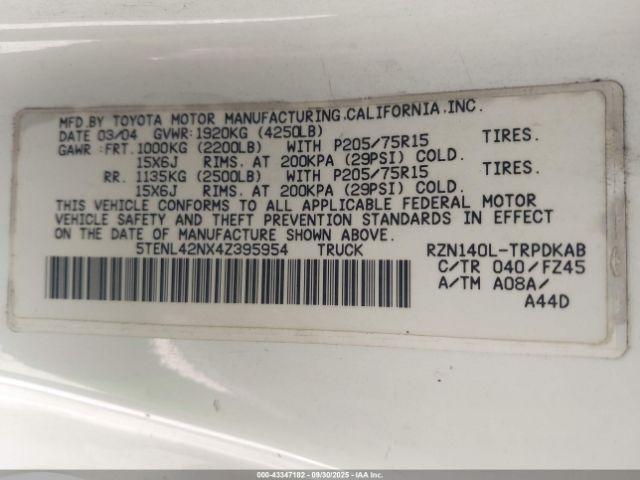 MFD.BY TOYOTA MOTOR MANUFACTURING,CALIFORNIA,INC.
DATE 03/04 GVWR:1920KG (4250LB)
GAWR :FRT.1000KG (2200LB) WITH P205/75R15 TIRES.
15X6J RIMS. AT 200KPA (29PSI) COLD.
RR. 1135KG (2500LB) WITH P205/75R15 TIRES.
15X6J RIMS. AT 200KPA (29PSI) COLD.
THIS VEHICLE CONFORMS TO ALL APPLICABLE FEDERAL MOTOR
VEHICLE SAFETY AND THEFT PREVENTION STANDARDS IN EFFECT
ON THE DATE OF MANUFACTURE SHOWN ABOVE.
5TENL42NX4Z395954 TRUCK RZN140L-TRPDKAB
C/TR 040/FZ45
A/TM A08A/
A44D
000-43347182 - 09/30/2025 - IAA Inc.